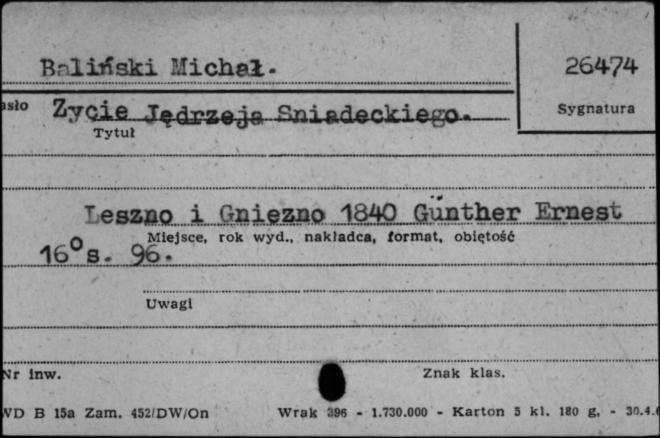 Baliński Michał.
26474
asło Zycie Jędrzeja Sniadeckiego.
Sygnatura
Tytuł
Leszno i Gniezno 1840 Günther Ernest
Miejsce, rok wyd., nakładca, format, objętość
16° s. 96.
Uwagi
Nr inw.
Znak klas.
WD B 15a Zam. 452/DW/On Wrak 396 - 1.730.000 - Karton 5 kl. 180 g. - 30.4.6